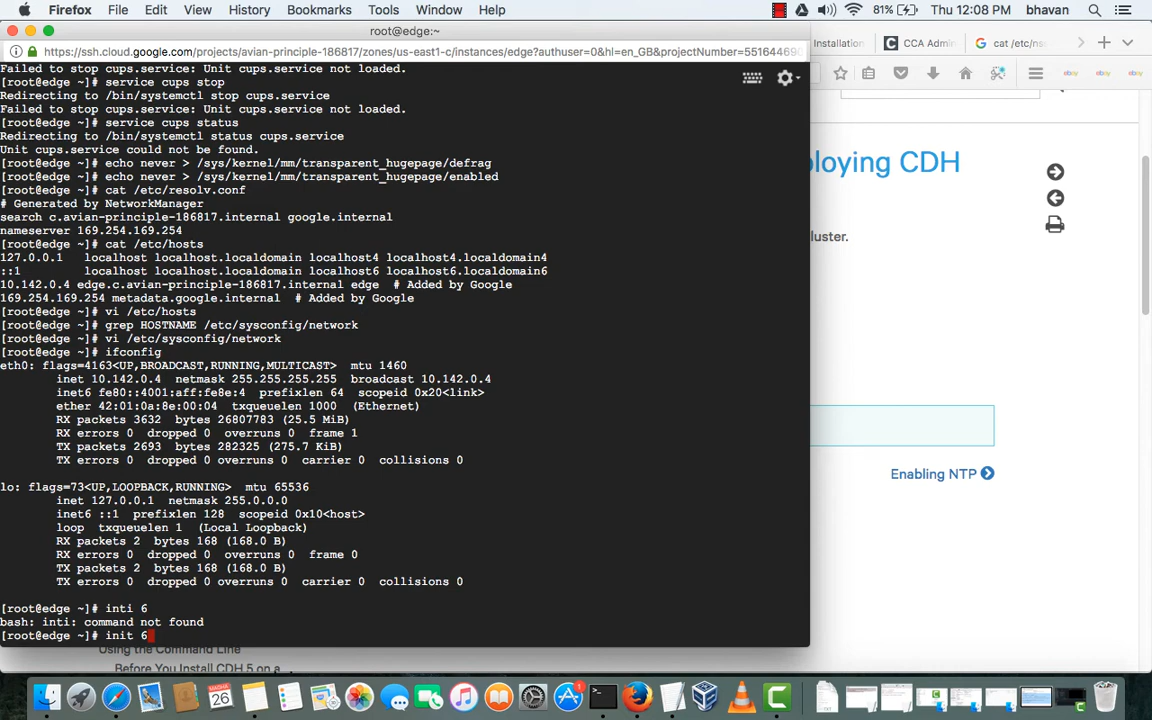 Firefox File Edit View History Bookmarks Tools Window Help 81% Thu 12:08 PM bhavan
root@edge:~
https://ssh.cloud.google.com/projects/avian-principle-186817/zones/us-east1-c/instances/edge?authuser=0&hl=en_GB&projectNumber=5516446
Installation CCA Admin cat /etc/ns
ebay ebay ebay
Failed to stop cups.service: Unit cups.service not loaded.
[root@edge ~]# service cups stop
Redirecting to /bin/systemctl stop cups.service
Failed to stop cups.service: Unit cups.service not loaded.
[root@edge ~]# service cups status
Redirecting to /bin/systemctl status cups.service
Unit cups.service could not be found.
[root@edge ~]# echo never > /sys/kernel/mm/transparent_hugepage/defrag
[root@edge ~]# echo never > /sys/kernel/mm/transparent_hugepage/enabled
[root@edge ~]# cat /etc/resolv.conf
# Generated by NetworkManager
search c.avian-principle-186817.internal google.internal
nameserver 169.254.169.254
[root@edge ~]# cat /etc/hosts
127.0.0.1   localhost localhost.localdomain localhost4 localhost4.localdomain4
::1         localhost localhost.localdomain localhost6 localhost6.localdomain6
10.142.0.4 edge.c.avian-principle-186817.internal edge  # Added by Google
169.254.169.254 metadata.google.internal  # Added by Google
[root@edge ~]# vi /etc/hosts
[root@edge ~]# grep HOSTNAME /etc/sysconfig/network
[root@edge ~]# vi /etc/sysconfig/network
[root@edge ~]# ifconfig
eth0: flags=4163<UP,BROADCAST,RUNNING,MULTICAST>  mtu 1460
inet 10.142.0.4  netmask 255.255.255.255  broadcast 10.142.0.4
inet6 fe80::4001:aff:fe8e:4  prefixlen 64  scopeid 0x20<link>
ether 42:01:0a:8e:00:04  txqueuelen 1000  (Ethernet)
RX packets 3632  bytes 26807783 (25.5 MiB)
RX errors 0  dropped 0  overruns 0  frame 1
TX packets 2693  bytes 282325 (275.7 KiB)
TX errors 0  dropped 0 overruns 0  carrier 0  collisions 0
lo: flags=73<UP,LOOPBACK,RUNNING>  mtu 65536
inet 127.0.0.1  netmask 255.0.0.0
inet6 ::1  prefixlen 128  scopeid 0x10<host>
loop  txqueuelen 1  (Local Loopback)
RX packets 2  bytes 168 (168.0 B)
RX errors 0  dropped 0  overruns 0  frame 0
TX packets 2  bytes 168 (168.0 B)
TX errors 0  dropped 0 overruns 0  carrier 0  collisions 0
[root@edge ~]# inti 6
bash: inti: command not found
[root@edge ~]# init 6
ploying CDH
luster.
Enabling NTP
Using the Command Line
Before You Install CDH 5 on a
MAR
26
1